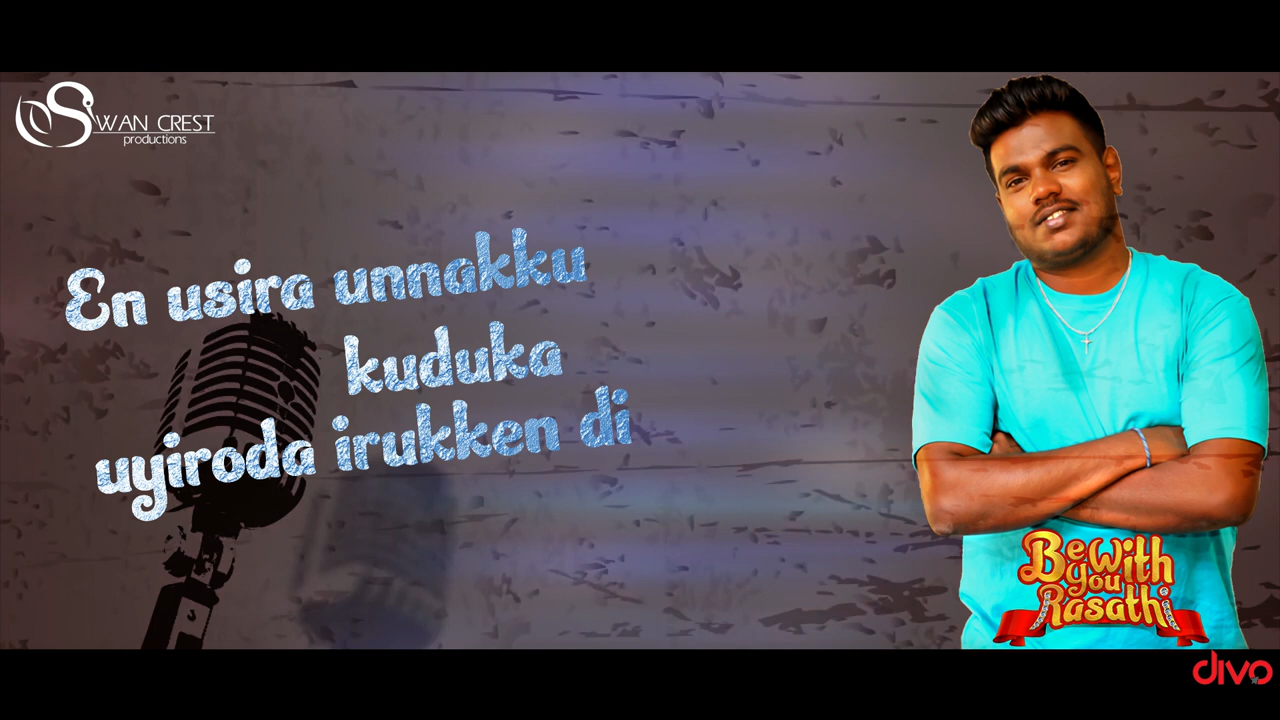 SWAN CREST
productions
En usira unnakku
kuduka
uyiroda irukken di
Be With
You
Rasathi
divo